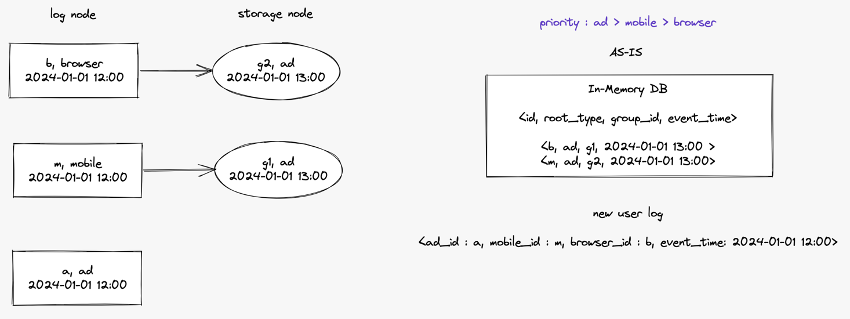 log node
storage node
b, browser
2024-01-01 12:00
g2, ad
2024-01-01 13:00
m, mobile
2024-01-01 12:00
g1, ad
2024-01-01 13:00
a, ad
2024-01-01 12:00
priority : ad > mobile > browser
AS-IS
In-Memory DB
<id, root_type, group_id, event_time>
<b, ad, g1, 2024-01-01 13:00 >
<m, ad, g2, 2024-01-01 13:00>
new user log
<ad_id : a, mobile_id : m, browser_id : b, event_time: 2024-01-01 12:00>